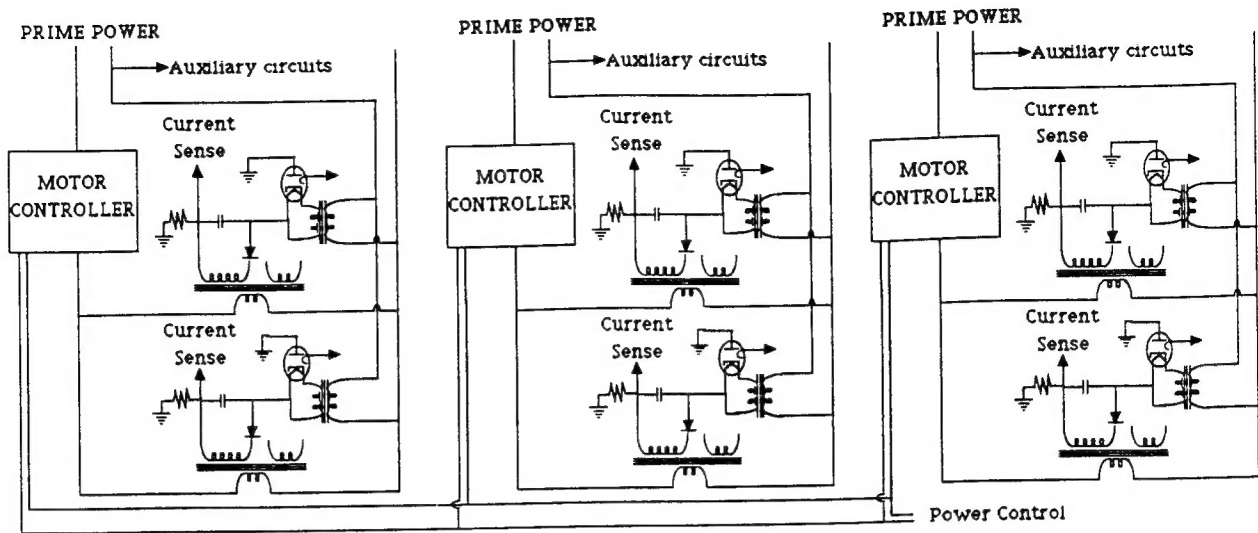 PRIME POWER
Auxiliary circuits
Current
Sense
MOTOR
CONTROLLER
Current
Sense
PRIME POWER
Auxiliary circuits
Current
Sense
MOTOR
CONTROLLER
Current
Sense
PRIME POWER
Auxiliary circuits
Current
Sense
MOTOR
CONTROLLER
Current
Sense
Power Control